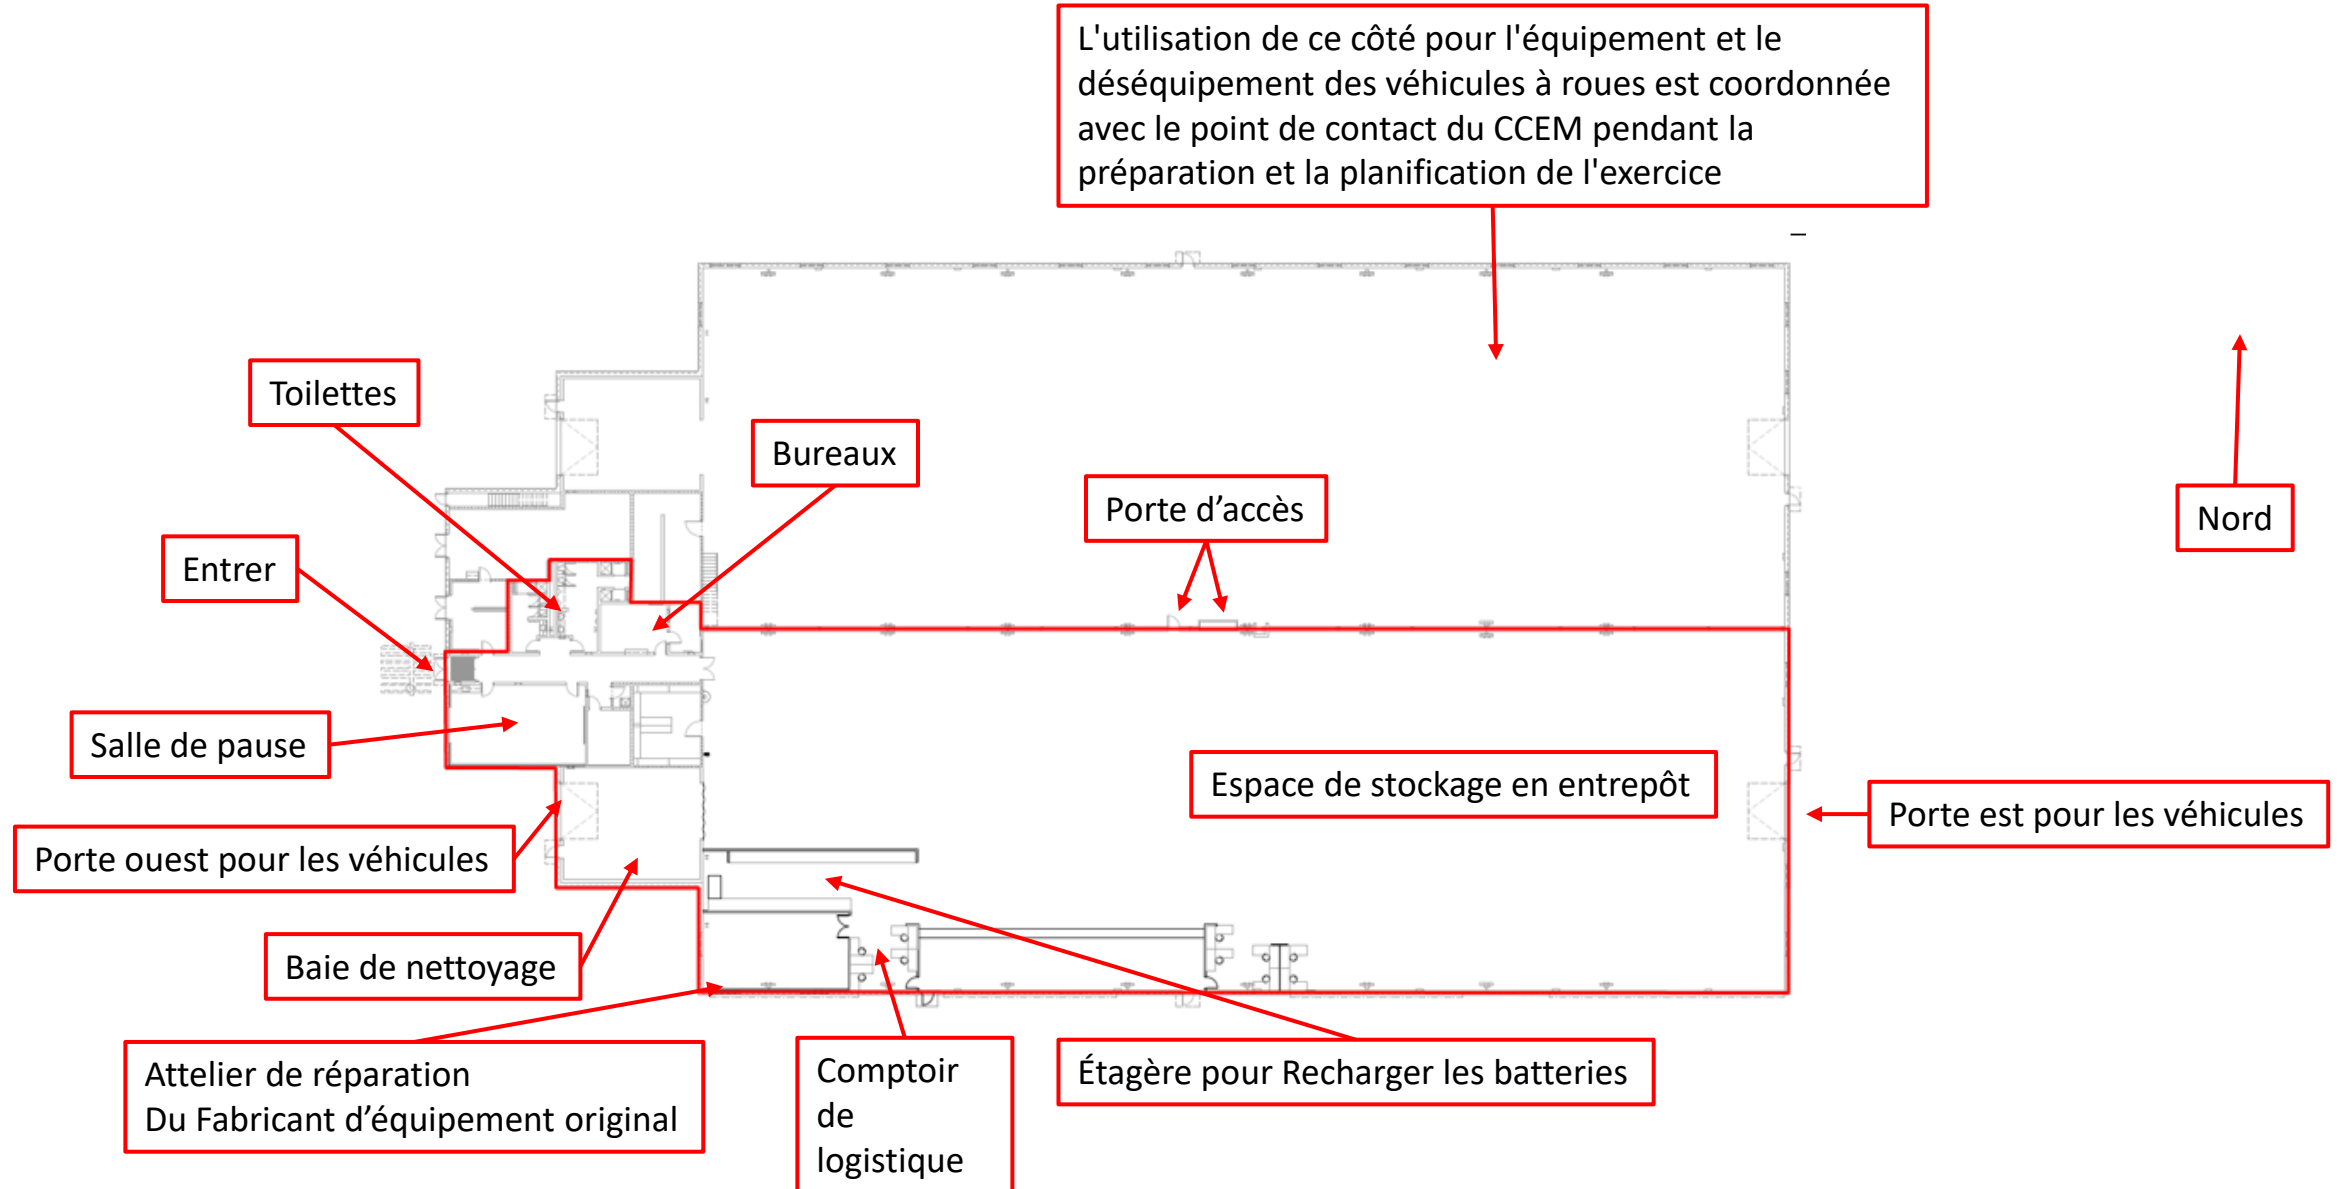 L'utilisation de ce côté pour l'équipement et le
déséquipement des véhicules à roues est coordonnée
avec le point de contact du CCEM pendant la
préparation et la planification de l'exercice
Toilettes
Bureaux
Porte d’accès
Nord
Entrer
Salle de pause
Espace de stockage en entrepôt
Porte est pour les véhicules
Porte ouest pour les véhicules
Baie de nettoyage
Attelier de réparation
Du Fabricant d’équipement original
Comptoir
de
logistique
Étagère pour Recharger les batteries